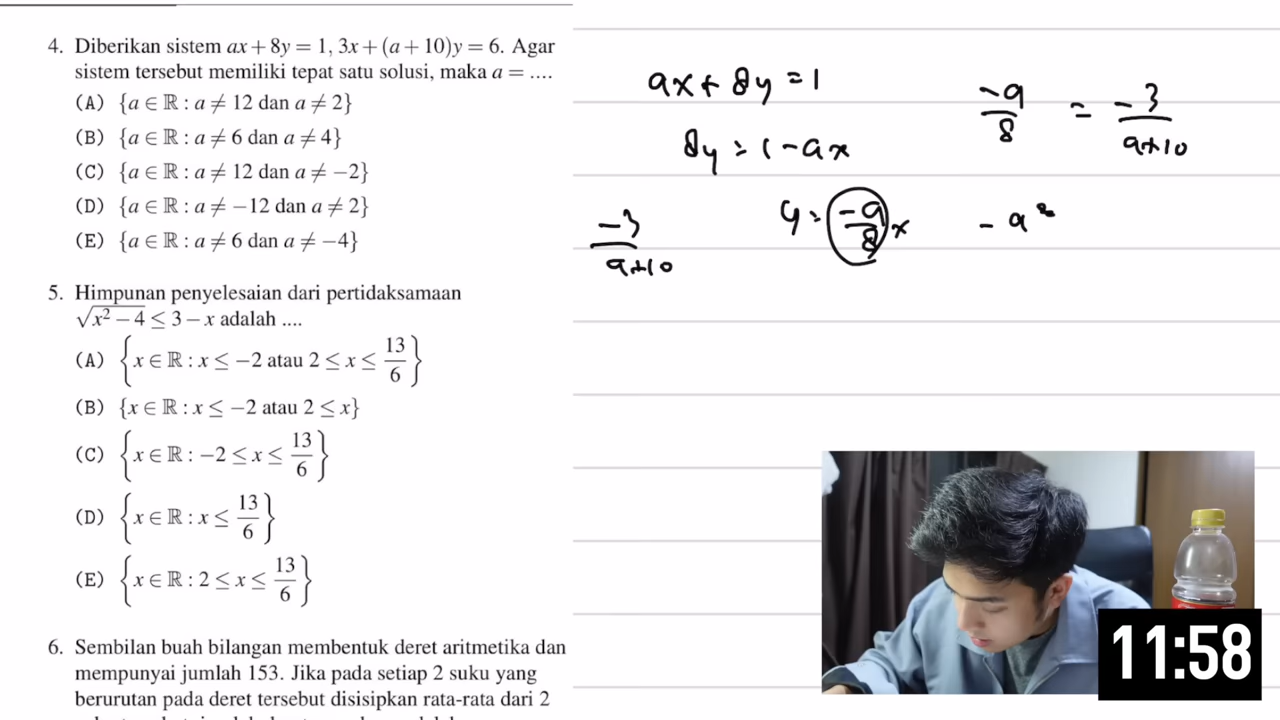 4. Diberikan sistem ax + 8y = 1, 3x + (a + 10)y = 6. Agar
sistem tersebut memiliki tepat satu solusi, maka a = ....
(A) {a ∈ ℝ : a ≠ 12 dan a ≠ 2}
(B) {a ∈ ℝ : a ≠ 6 dan a ≠ 4}
(C) {a ∈ ℝ : a ≠ 12 dan a ≠ −2}
(D) {a ∈ ℝ : a ≠ −12 dan a ≠ 2}
(E) {a ∈ ℝ : a ≠ 6 dan a ≠ −4}
5. Himpunan penyelesaian dari pertidaksamaan
√(x² − 4) ≤ 3 − x adalah ....
(A) {x ∈ ℝ : x ≤ −2 atau 2 ≤ x ≤ 13/6}
(B) {x ∈ ℝ : x ≤ −2 atau 2 ≤ x}
(C) {x ∈ ℝ : −2 ≤ x ≤ 13/6}
(D) {x ∈ ℝ : x ≤ 13/6}
(E) {x ∈ ℝ : 2 ≤ x ≤ 13/6}
6. Sembilan buah bilangan membentuk deret aritmetika dan
mempunyai jumlah 153. Jika pada setiap 2 suku yang
berurutan pada deret tersebut disisipkan rata-rata dari 2
ax + 8y = 1
8y = 1 - ax
y = -a/8 x
-3/a+10
-a/8 = -3/a+10
-a²
11:58